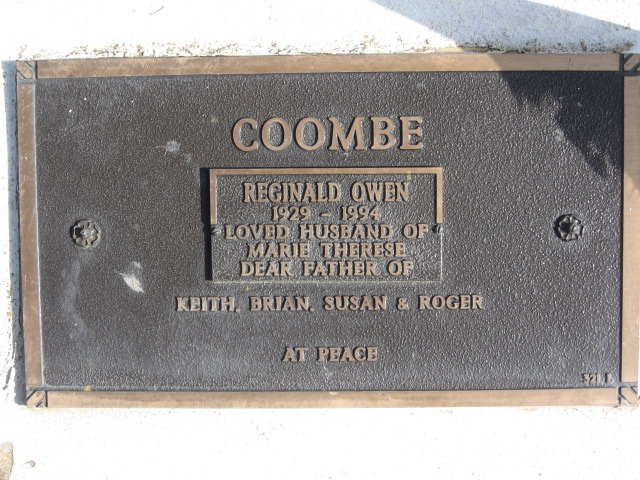 COOMBE
REGINALD OWEN
1929 - 1994
LOVED HUSBAND OF
MARIE THERESE
DEAR FATHER OF
KEITH, BRIAN, SUSAN & ROGER
AT PEACE